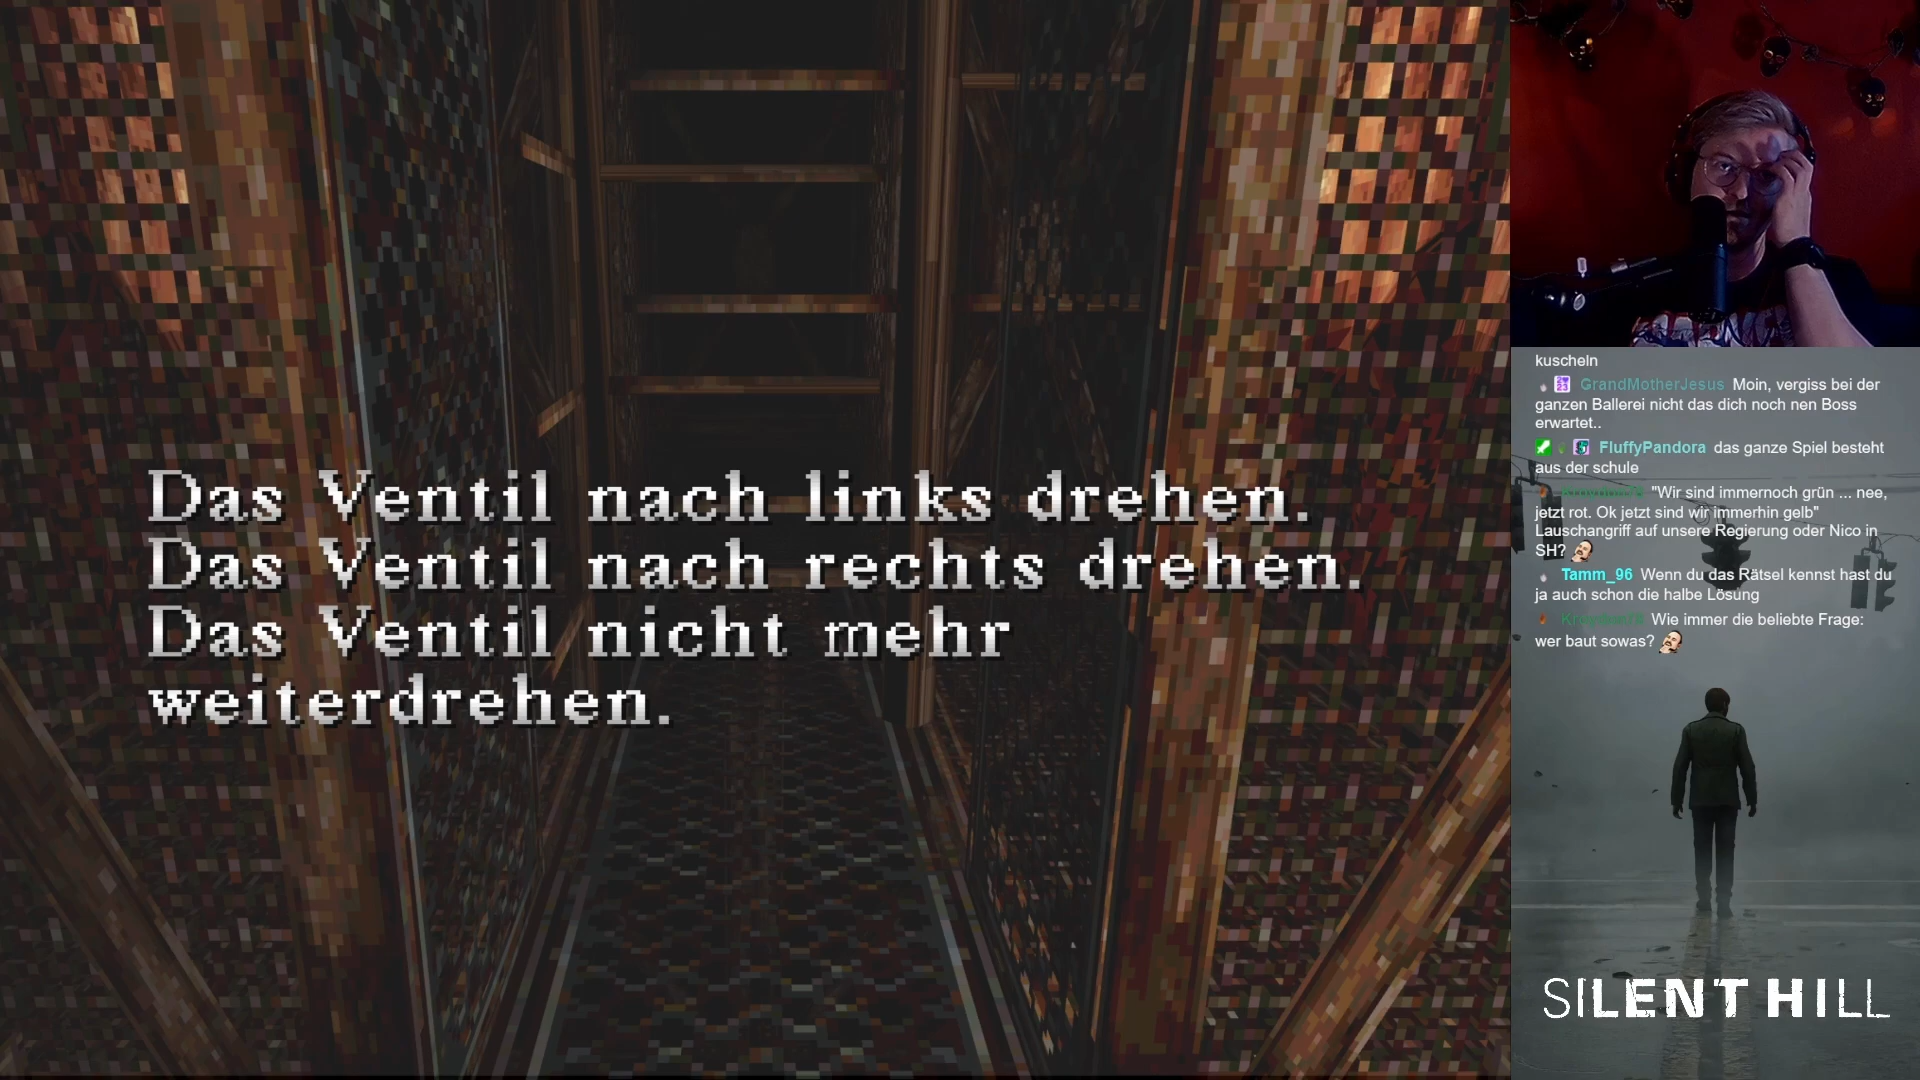 Das Ventil nach links drehen.
Das Ventil nach rechts drehen.
Das Ventil nicht mehr
weiterdrehen.
kuscheln
GrandMotherJesus Moin, vergiss bei der
ganzen Ballerei nicht das dich noch nen Boss
erwartet..
FluffyPandora das ganze Spiel besteht
aus der schule
"Wir sind immernoch grün ... nee,
jetzt rot. Ok jetzt sind wir immerhin gelb"
Lauschangriff auf unsere Regierung oder Nico in
SH?
Tamm_96 Wenn du das Rätsel kennst hast du
ja auch schon die halbe Lösung
Wie immer die beliebte Frage:
wer baut sowas?
SILENT HILL